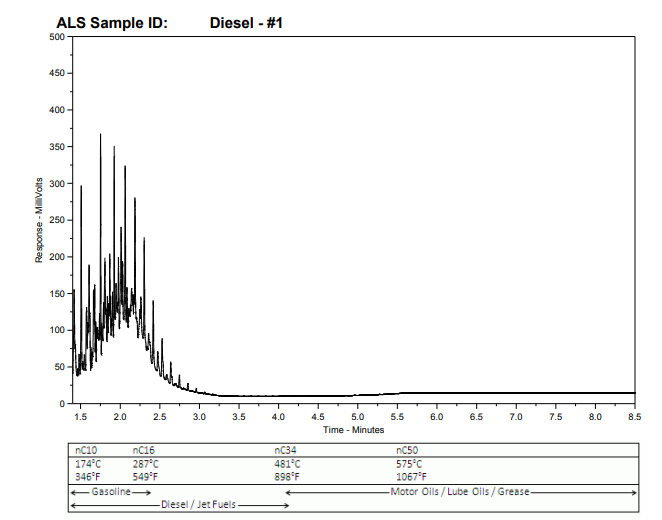 ALS Sample ID: Diesel - #1
500
450
400
350
300
250
200
150
100
50
0
Response - MilliVolts
1.5 2.0 2.5 3.0 3.5 4.0 4.5 5.0 5.5 6.0 6.5 7.0 7.5 8.0 8.5
Time - Minutes
nC10 nC16 nC34 nC50
174°C 287°C 481°C 575°C
346°F 549°F 898°F 1067°F
Gasoline Motor Oils / Lube Oils / Grease
Diesel / Jet Fuels